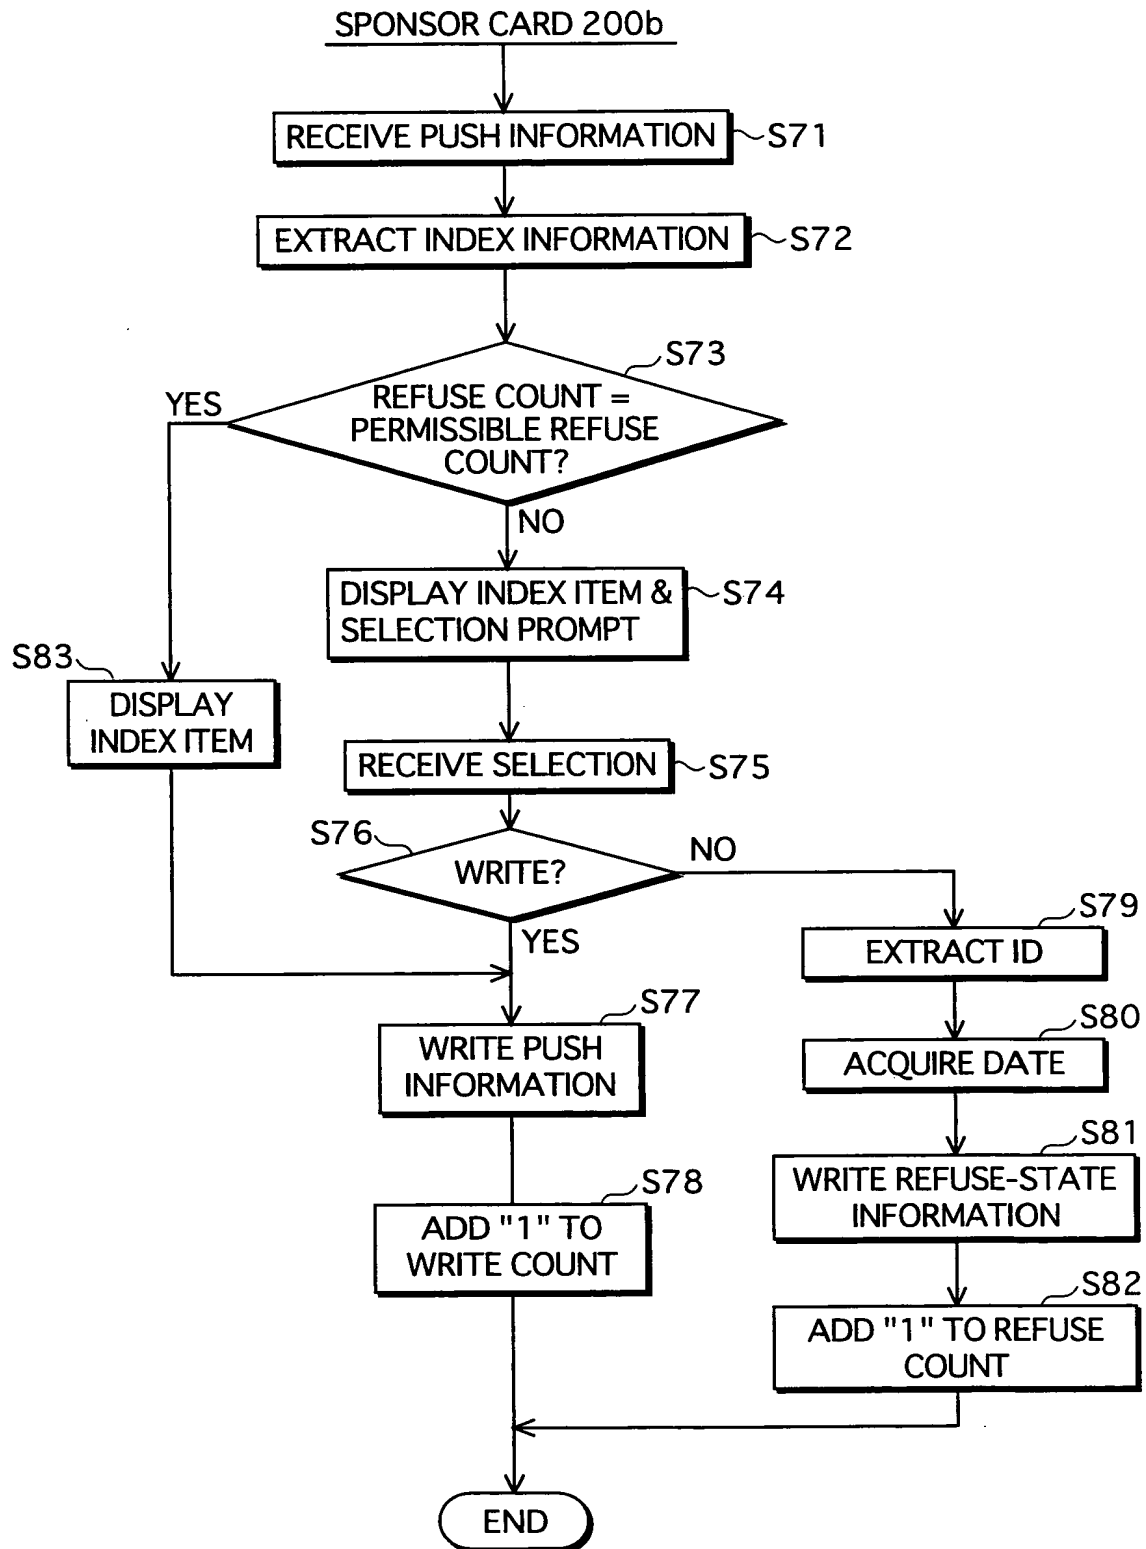 SPONSOR CARD 200b
RECEIVE PUSH INFORMATION
S71
EXTRACT INDEX INFORMATION
S72
S73
YES
REFUSE COUNT =
PERMISSIBLE REFUSE
COUNT?
NO
DISPLAY INDEX ITEM &
SELECTION PROMPT
S74
S83
DISPLAY
INDEX ITEM
RECEIVE SELECTION
S75
S76
WRITE?
NO
YES
S79
EXTRACT ID
S77
WRITE PUSH
INFORMATION
S80
ACQUIRE DATE
S81
WRITE REFUSE-STATE
INFORMATION
S78
ADD "1" TO
WRITE COUNT
S82
ADD "1" TO REFUSE
COUNT
END